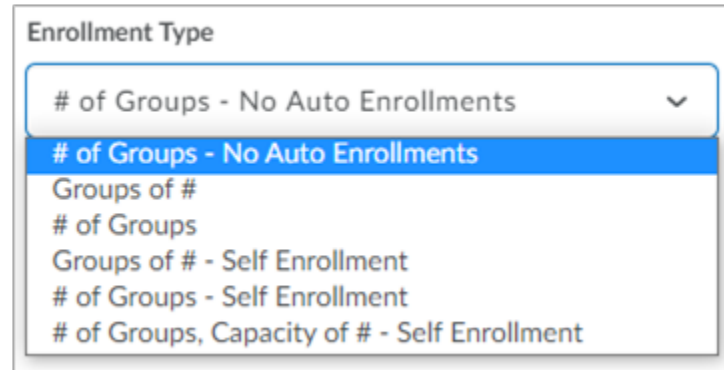 Enrollment Type
# of Groups - No Auto Enrollments
# of Groups - No Auto Enrollments
Groups of #
# of Groups
Groups of # - Self Enrollment
# of Groups - Self Enrollment
# of Groups, Capacity of # - Self Enrollment